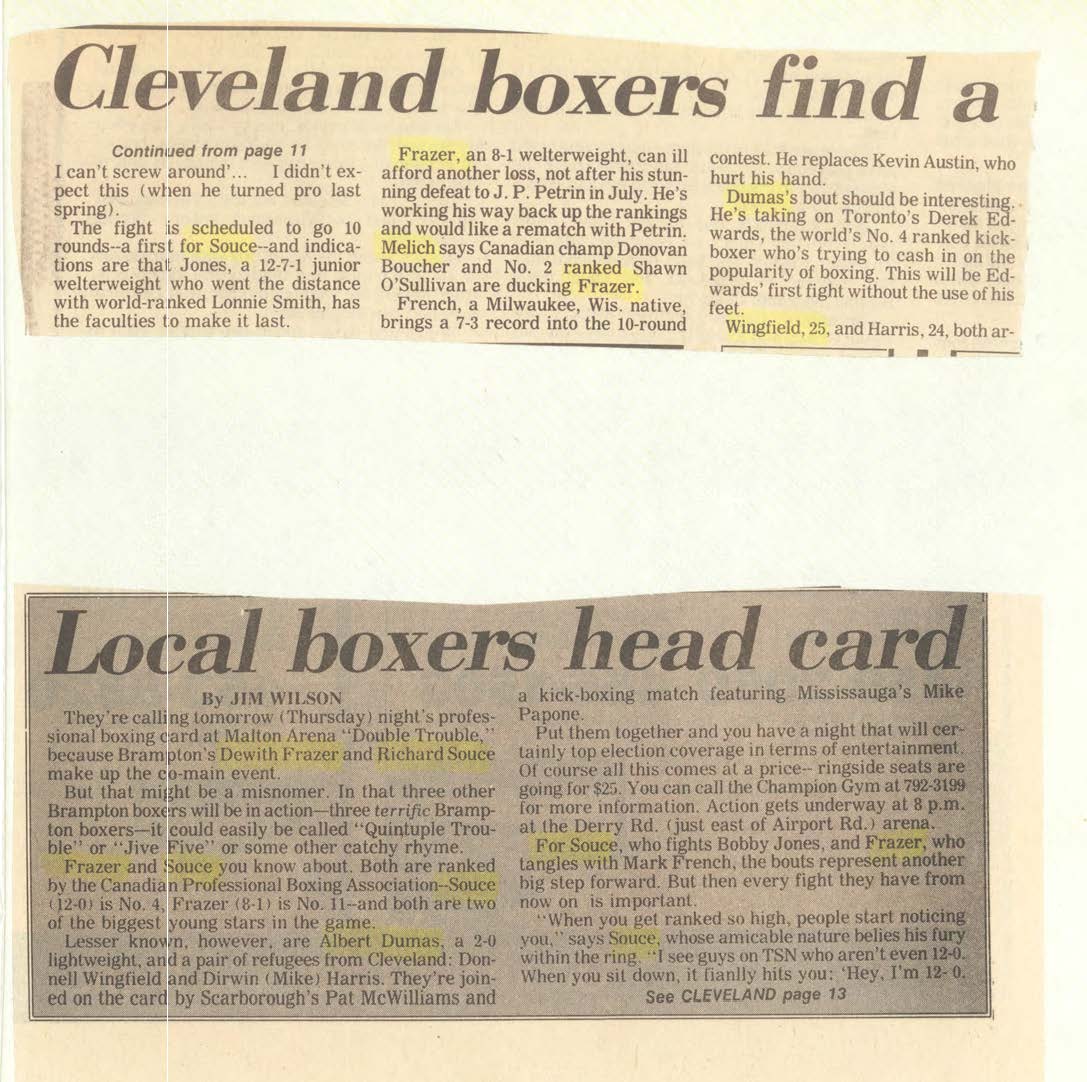 Cleveland boxers find a
Continued from page 11
I can't screw around'... I didn't ex-
pect this (when he turned pro last
spring).
The fight is scheduled to go 10
rounds--a first for Souce--and indica-
tions are that Jones, a 12-7-1 junior
welterweight who went the distance
with world-ranked Lonnie Smith, has
the faculties to make it last.
Frazer, an 8-1 welterweight, can ill
afford another loss, not after his stun-
ning defeat to J. P. Petrin in July. He's
working his way back up the rankings
and would like a rematch with Petrin.
Melich says Canadian champ Donovan
Boucher and No. 2 ranked Shawn
O'Sullivan are ducking Frazer.
French, a Milwaukee, Wis. native,
brings a 7-3 record into the 10-round
contest. He replaces Kevin Austin, who
hurt his hand.
Dumas's bout should be interesting.
He's taking on Toronto's Derek Ed-
wards, the world's No. 4 ranked kick-
boxer who's trying to cash in on the
popularity of boxing. This will be Ed-
wards' first fight without the use of his
feet.
Wingfield, 25, and Harris, 24, both ar-
Local boxers head card
By JIM WILSON
They're calling tomorrow (Thursday) night's profes-
sional boxing card at Malton Arena "Double Trouble,"
because Brampton's Dewith Frazer and Richard Souce
make up the co-main event.
But that might be a misnomer. In that three other
Brampton boxers will be in action—three terrific Bramp-
ton boxers—it could easily be called "Quintuple Trou-
ble" or "Jive Five" or some other catchy rhyme.
Frazer and Souce you know about. Both are ranked
by the Canadian Professional Boxing Association--Souce
(12-0) is No. 4, Frazer (8-1) is No. 11--and both are two
of the biggest young stars in the game.
Lesser known, however, are Albert Dumas, a 2-0
lightweight, and a pair of refugees from Cleveland: Don-
nell Wingfield and Dirwin (Mike) Harris. They're join-
ed on the card by Scarborough's Pat McWilliams and
a kick-boxing match featuring Mississauga's Mike
Papone.
Put them together and you have a night that will cer-
tainly top election coverage in terms of entertainment.
Of course all this comes at a price-- ringside seats are
going for $25. You can call the Champion Gym at 792-3199
for more information. Action gets underway at 8 p.m.
at the Derry Rd. (just east of Airport Rd.) arena.
For Souce, who fights Bobby Jones, and Frazer, who
tangles with Mark French, the bouts represent another
big step forward. But then every fight they have from
now on is important.
"When you get ranked so high, people start noticing
you," says Souce, whose amicable nature belies his fury
within the ring. "I see guys on TSN who aren't even 12-0.
When you sit down, it fianlly hits you: 'Hey, I'm 12- 0.
See CLEVELAND page 13